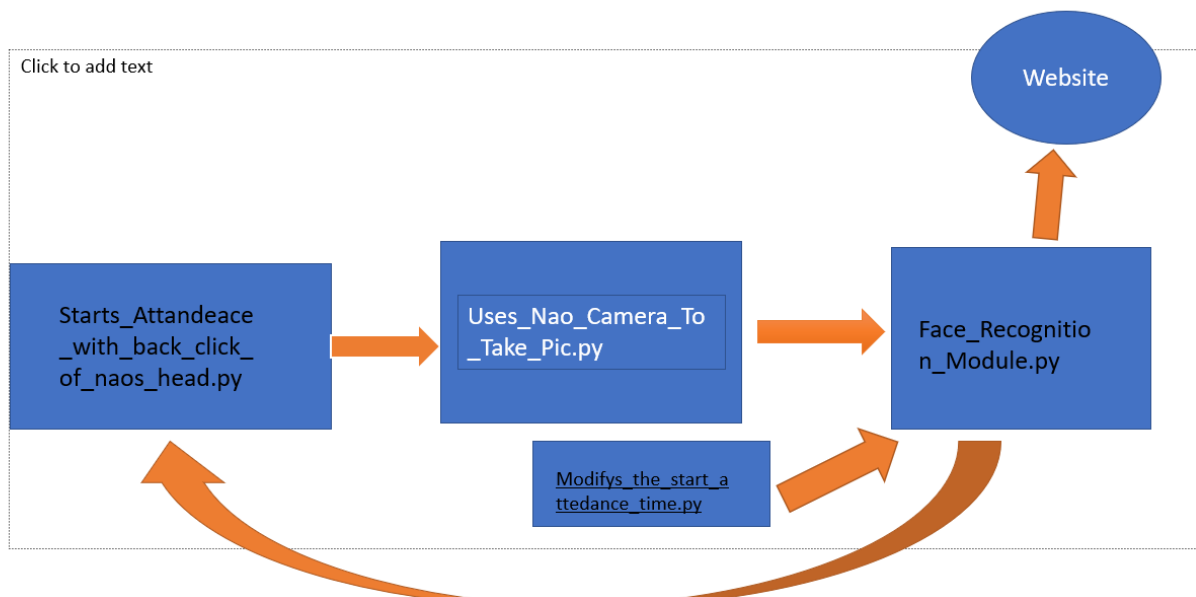 Click to add text
Website
Starts_Attandeace
_with_back_click_
of_naos_head.py
Uses_Nao_Camera_To
_Take_Pic.py
Face_Recognitio
n_Module.py
Modifys_the_start_a
ttedance_time.py